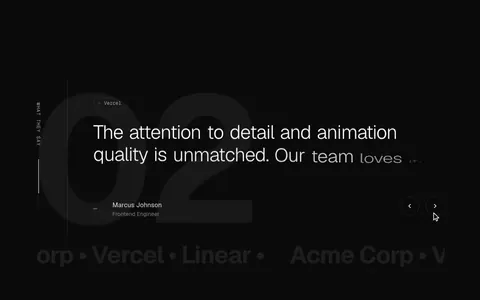 02
WHAT THEY SAY
Vercel
The attention to detail and animation
quality is unmatched. Our team loves
Marcus Johnson
Frontend Engineer
orp • Vercel • Linear • Acme Corp • V